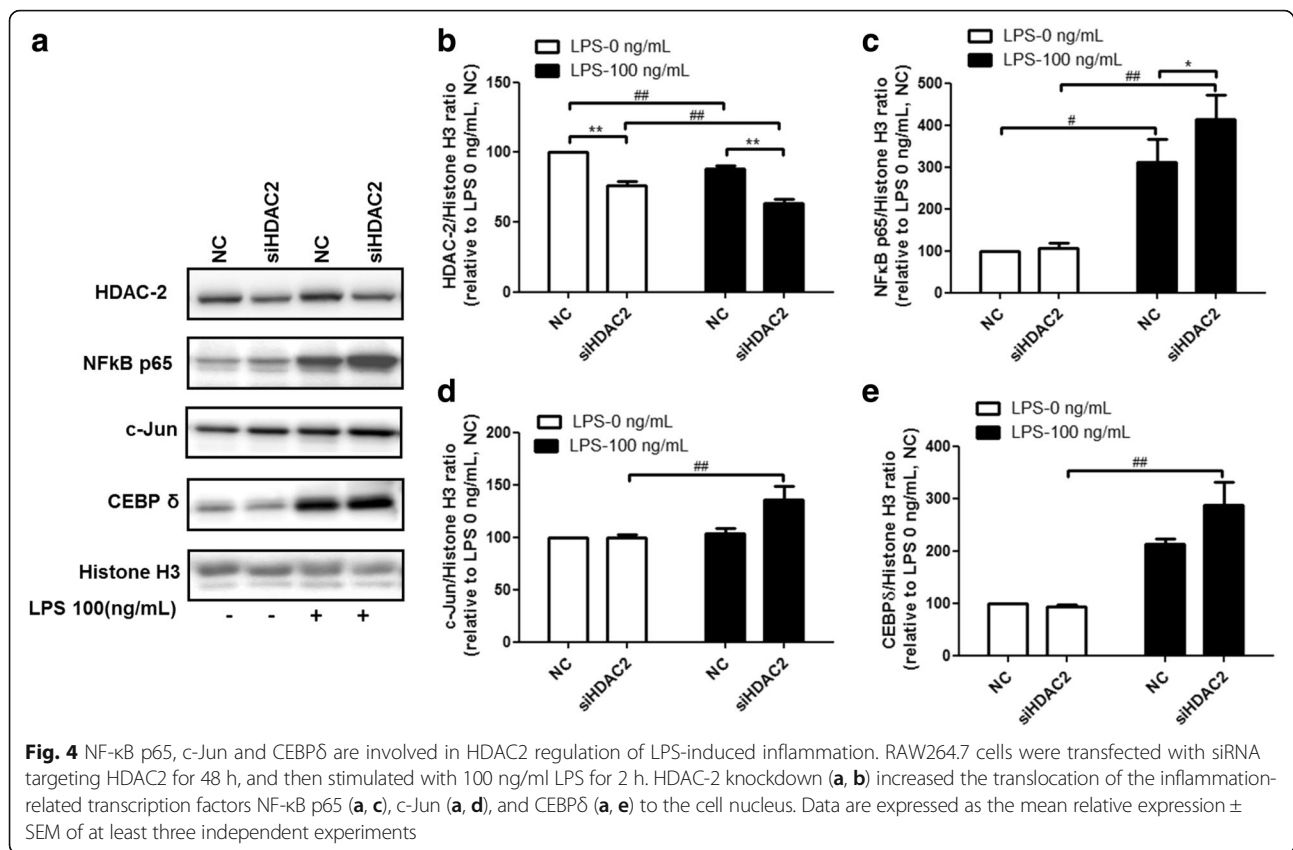 a
NC
siHDAC2
NC
siHDAC2
HDAC-2
NFkB p65
c-Jun
CEBP δ
Histone H3
LPS 100(ng/mL)
- - + +
b
LPS-0 ng/mL
LPS-100 ng/mL
HDAC-2/Histone H3 ratio
(relative to LPS 0 ng/mL, NC)
150
100
50
0
##
##
**
**
NC
siHDAC2
NC
siHDAC2
c
LPS-0 ng/mL
LPS-100 ng/mL
NFκB p65/Histone H3 ratio
(relative to LPS 0 ng/mL, NC)
500
400
300
200
100
0
*
##
#
NC
siHDAC2
NC
siHDAC2
d
LPS-0 ng/mL
LPS-100 ng/mL
c-Jun/Histone H3 ratio
(relative to LPS 0 ng/mL, NC)
200
150
100
50
0
##
NC
siHDAC2
NC
siHDAC2
e
LPS-0 ng/mL
LPS-100 ng/mL
CEBPδ/Histone H3 ratio
(relative to LPS 0 ng/mL, NC)
400
300
200
100
0
##
NC
siHDAC2
NC
siHDAC2
Fig. 4 NF-κB p65, c-Jun and CEBPδ are involved in HDAC2 regulation of LPS-induced inflammation. RAW264.7 cells were transfected with siRNA
targeting HDAC2 for 48 h, and then stimulated with 100 ng/ml LPS for 2 h. HDAC-2 knockdown (a, b) increased the translocation of the inflammation-
related transcription factors NF-κB p65 (a, c), c-Jun (a, d), and CEBPδ (a, e) to the cell nucleus. Data are expressed as the mean relative expression ±
SEM of at least three independent experiments